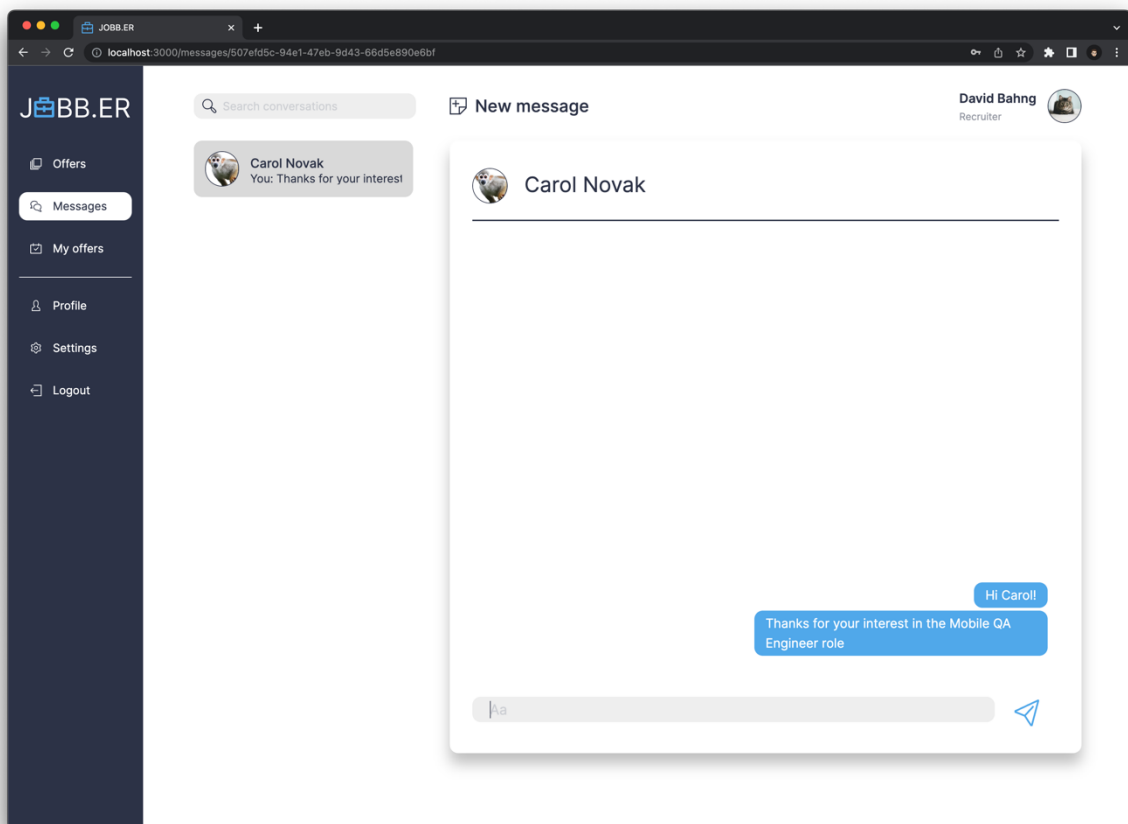 JOBB.ER
localhost:3000/messages/507efd5c-94e1-47eb-9d43-66d5e890e6bf
JOBB.ER
Offers
Messages
My offers
Profile
Settings
Logout
Search conversations
Carol Novak
You: Thanks for your interest
New message
David Bahng
Recruiter
Carol Novak
Hi Carol!
Thanks for your interest in the Mobile QA
Engineer role
Aa